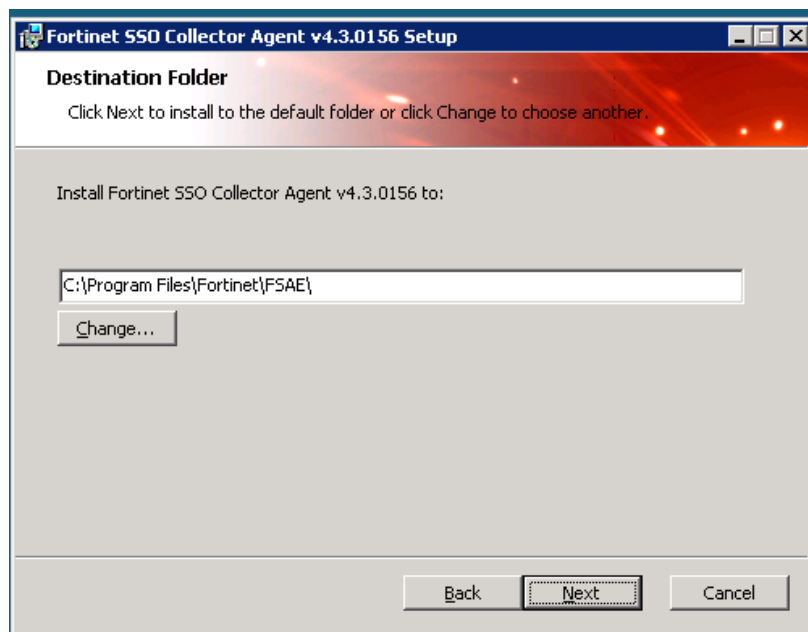 Fortinet SSO Collector Agent v4.3.0156 Setup
Destination Folder
Click Next to install to the default folder or click Change to choose another.
Install Fortinet SSO Collector Agent v4.3.0156 to:
C:\Program Files\Fortinet\FSAE\
Change...
Back Next Cancel